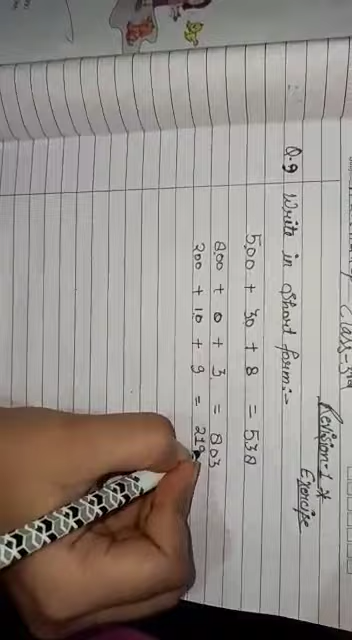 Class-3rd
Revision-1 *
Exercise
Q.9 Write in short form:-
500 + 30 + 8 = 538
800 + 0 + 3 = 803
200 + 10 + 9 = 219